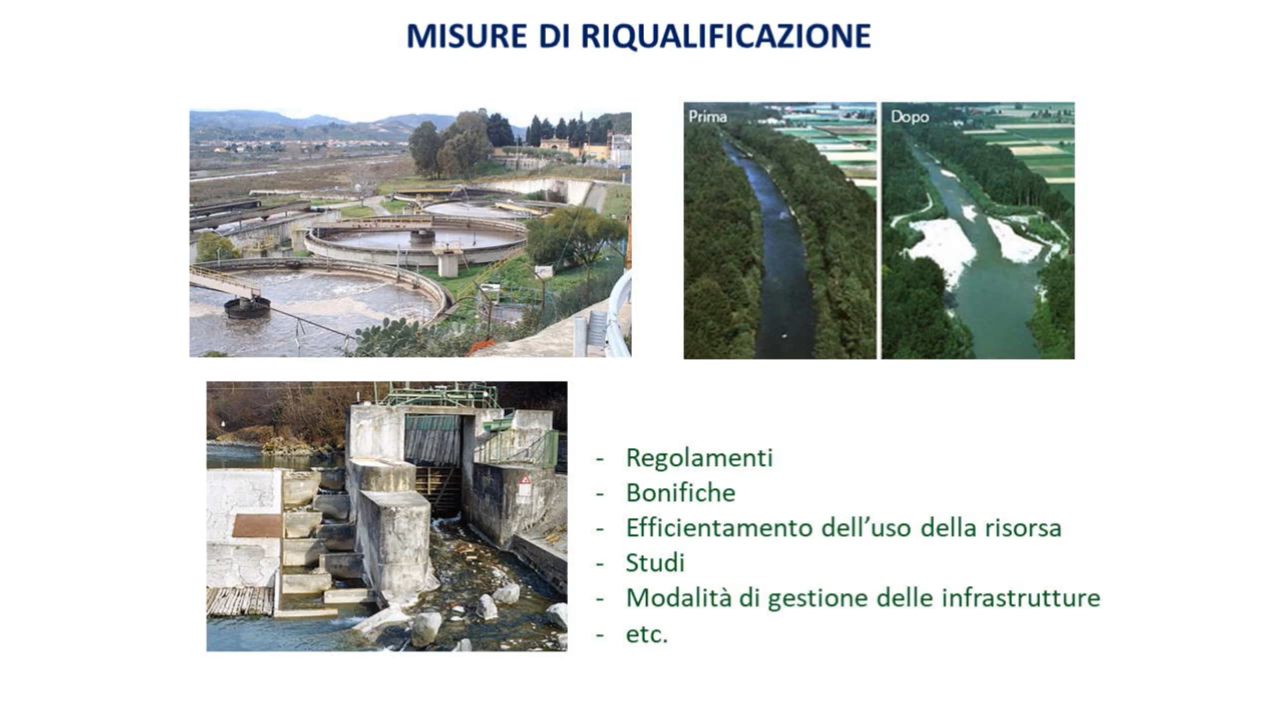 MISURE DI RIQUALIFICAZIONE
Prima
Dopo
- Regolamenti
- Bonifiche
- Efficientamento dell’uso della risorsa
- Studi
- Modalità di gestione delle infrastrutture
- etc.